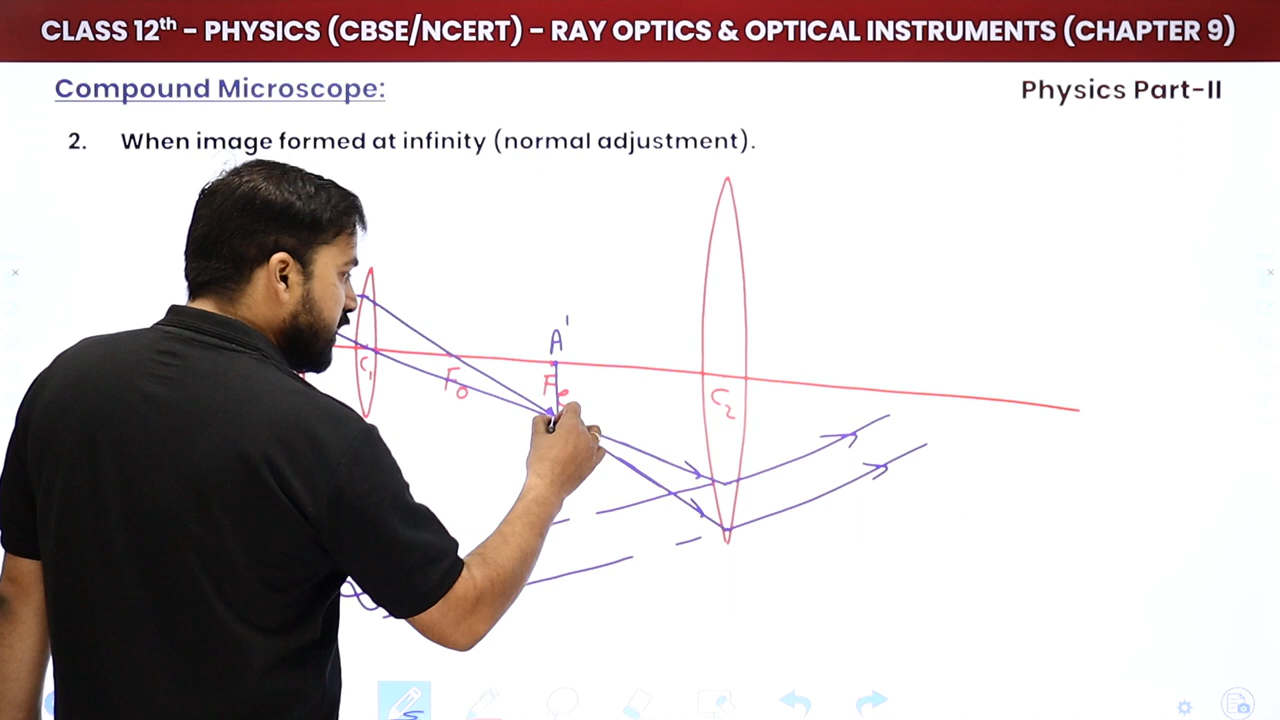 CLASS 12th - PHYSICS (CBSE/NCERT) - RAY OPTICS & OPTICAL INSTRUMENTS (CHAPTER 9)
Compound Microscope:
Physics Part-II
2. When image formed at infinity (normal adjustment).
A'
C₁
F₀
Fₑ
C₂
∞